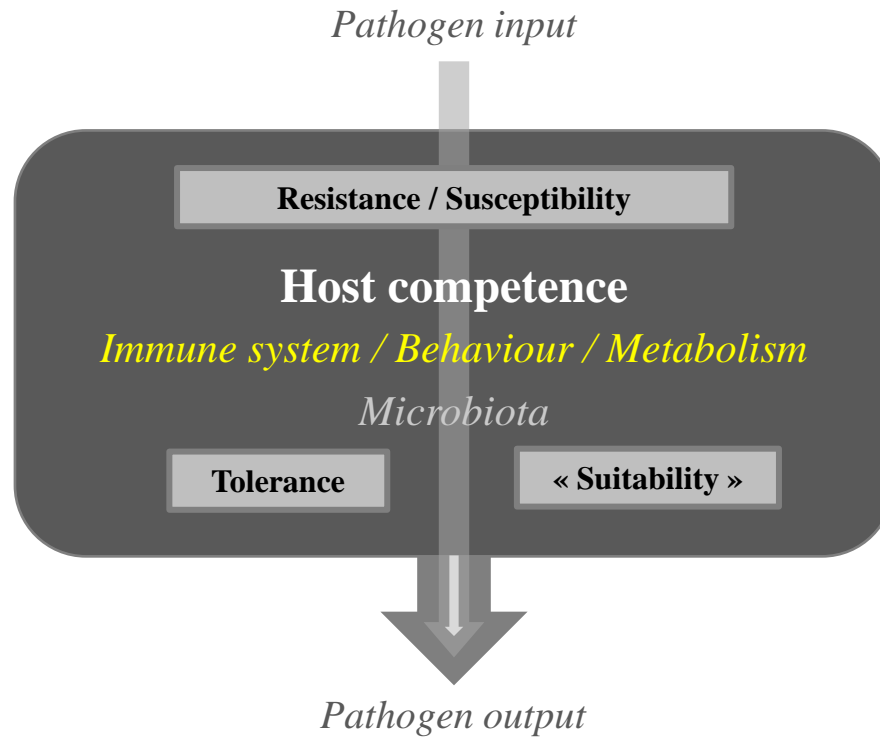 Pathogen input
Resistance / Susceptibility
Host competence
Immune system / Behaviour / Metabolism
Microbiota
Tolerance
« Suitability »
Pathogen output